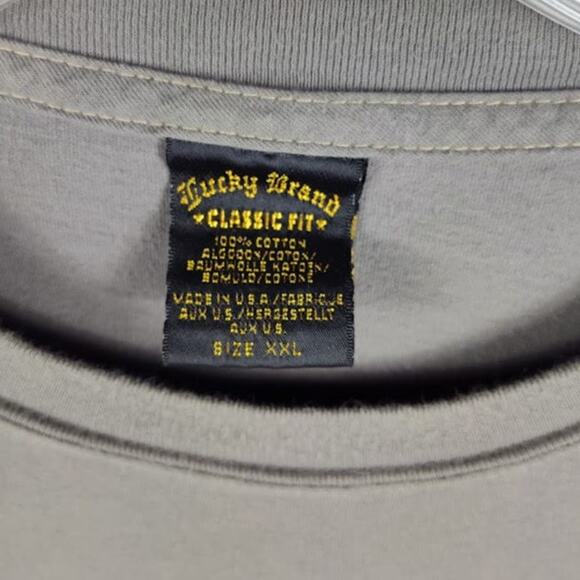 Lucky Brand
★CLASSIC FIT★
100% COTTON
ALGODON/COTON/
BAUMWOLLE KATOEN/
BOMULD/COTONE
MADE IN U.S.A./FABRIQUE
AUX U.S./HERGESTELLT
AUX U.S.
SIZE XXL